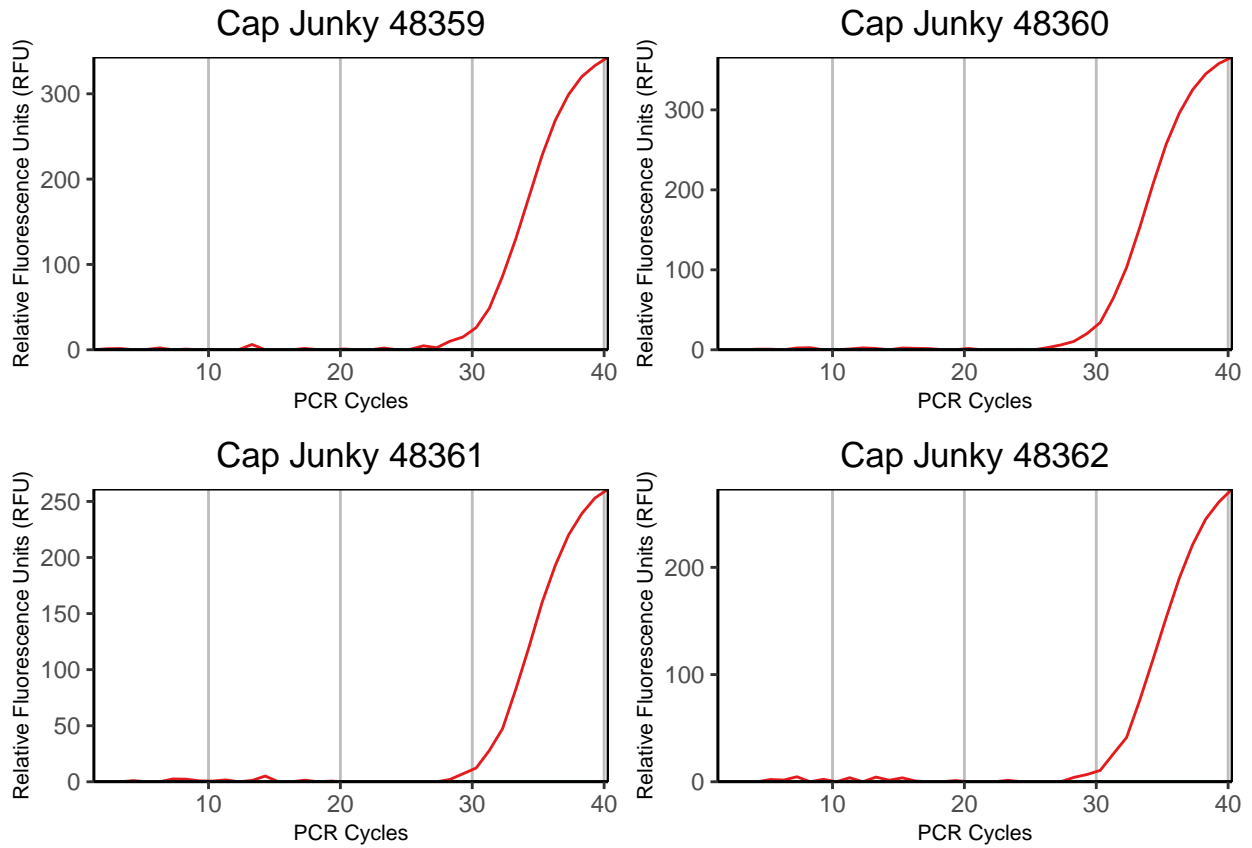 Cap Junky 48359
Relative Fluorescence Units (RFU)
300
200
100
0
10 20 30 40
PCR Cycles
Cap Junky 48360
Relative Fluorescence Units (RFU)
300
200
100
0
10 20 30 40
PCR Cycles
Cap Junky 48361
Relative Fluorescence Units (RFU)
250
200
150
100
50
0
10 20 30 40
PCR Cycles
Cap Junky 48362
Relative Fluorescence Units (RFU)
200
100
0
10 20 30 40
PCR Cycles